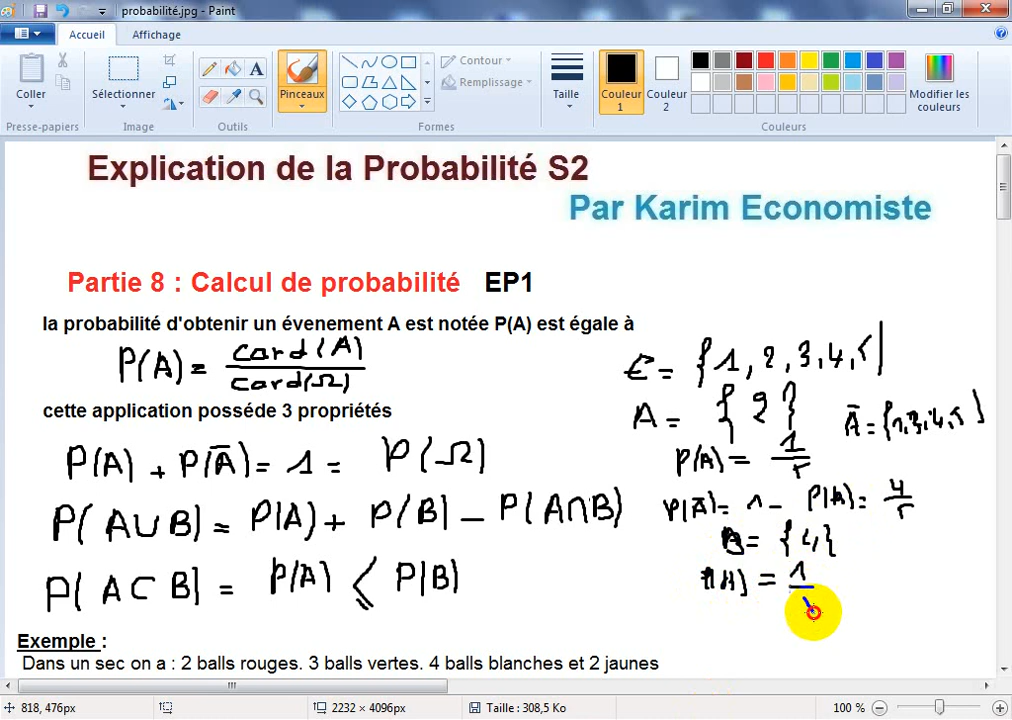 probabilité.jpg - Paint
Accueil Affichage
Coller
Sélectionner
Pinceaux
Contour
Remplissage
Taille
Couleur 1
Couleur 2
Modifier les couleurs
Presse-papiers Image Outils Formes Couleurs
Explication de la Probabilité S2
Par Karim Economiste
Partie 8 : Calcul de probabilité EP1
la probabilité d'obtenir un évenement A est notée P(A) est égale à
P(A) = card(A) / card(Ω)
cette application posséde 3 propriétés
P(A) + P(Ā) = 1 = P(Ω)
P(A∪B) = P(A) + P(B) - P(A∩B)
P(A⊂B) = P(A) ≤ P(B)
E = {1, 2, 3, 4, 5}
A = {2} Ā = {1,3,4,5}
P(A) = 1/5
P(Ā) = 1 - P(A) = 4/5
B = {4}
= 1
Exemple :
Dans un sec on a : 2 balls rouges. 3 balls vertes. 4 balls blanches et 2 jaunes
818, 476px 2232 × 4096px Taille : 308,5 Ko 100 %